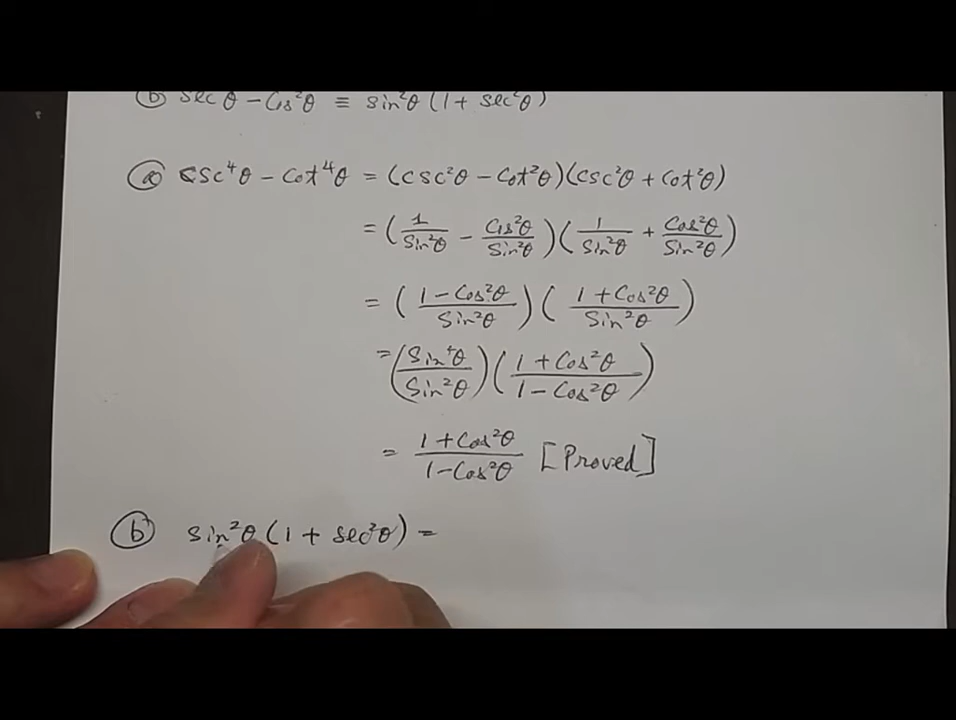 (b) sec²θ - Cos²θ ≡ sin²θ (1 + sec²θ)
(a) csc⁴θ - Cot⁴θ = (csc²θ - Cot²θ)(csc²θ + Cot²θ)
= (1/Sin²θ - Cos²θ/Sin²θ)(1/Sin²θ + Cos²θ/Sin²θ)
= (1 - Cos²θ/Sin²θ)(1 + Cos²θ/Sin²θ)
= (Sin²θ/Sin²θ)(1 + Cos²θ/1 - Cos²θ)
= 1 + Cos²θ/1 - Cos²θ [Proved]
(b) sin²θ (1 + sec²θ) =